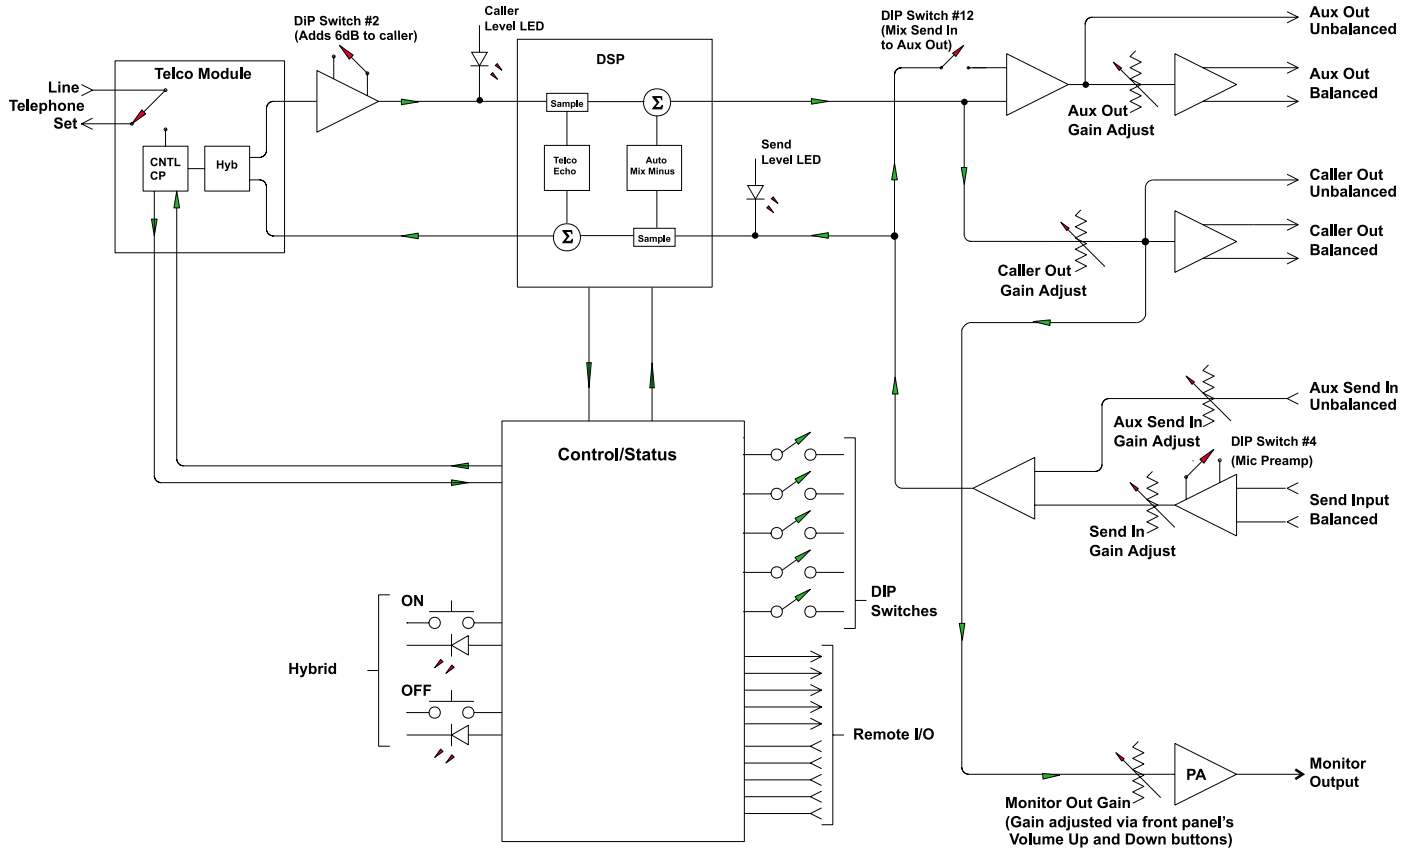 DiP Switch #2
(Adds 6dB to caller)
Caller
Level LED
DIP Switch #12
(Mix Send In
to Aux Out)
Aux Out
Unbalanced
Telco Module
DSP
Line
Telephone
Set
Sample
Σ
Aux Out
Balanced
Aux Out
Gain Adjust
CNTL
CP
Hyb
Telco
Echo
Auto
Mix Minus
Send
Level LED
Caller Out
Unbalanced
Σ
Sample
Caller Out
Balanced
Caller Out
Gain Adjust
Aux Send In
Unbalanced
Aux Send In
Gain Adjust
DIP Switch #4
(Mic Preamp)
Control/Status
Send Input
Balanced
Send In
Gain Adjust
DIP
Switches
ON
Hybrid
OFF
Remote I/O
PA
Monitor
Output
Monitor Out Gain
(Gain adjusted via front panel's
Volume Up and Down buttons)